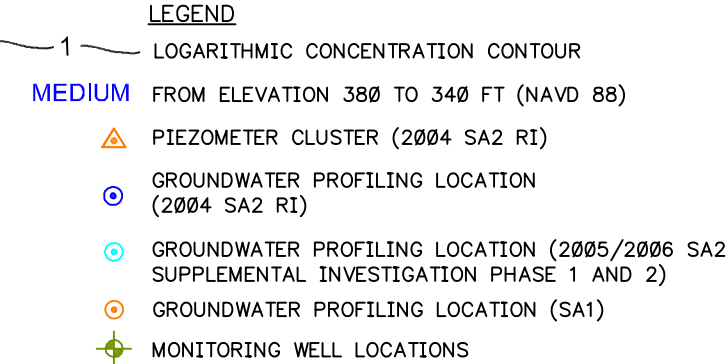 LEGEND
1 LOGARITHMIC CONCENTRATION CONTOUR
MEDIUM FROM ELEVATION 380 TO 340 FT (NAVD 88)
PIEZOMETER CLUSTER (2004 SA2 RI)
GROUNDWATER PROFILING LOCATION
(2004 SA2 RI)
GROUNDWATER PROFILING LOCATION (2005/2006 SA2
SUPPLEMENTAL INVESTIGATION PHASE 1 AND 2)
GROUNDWATER PROFILING LOCATION (SA1)
MONITORING WELL LOCATIONS